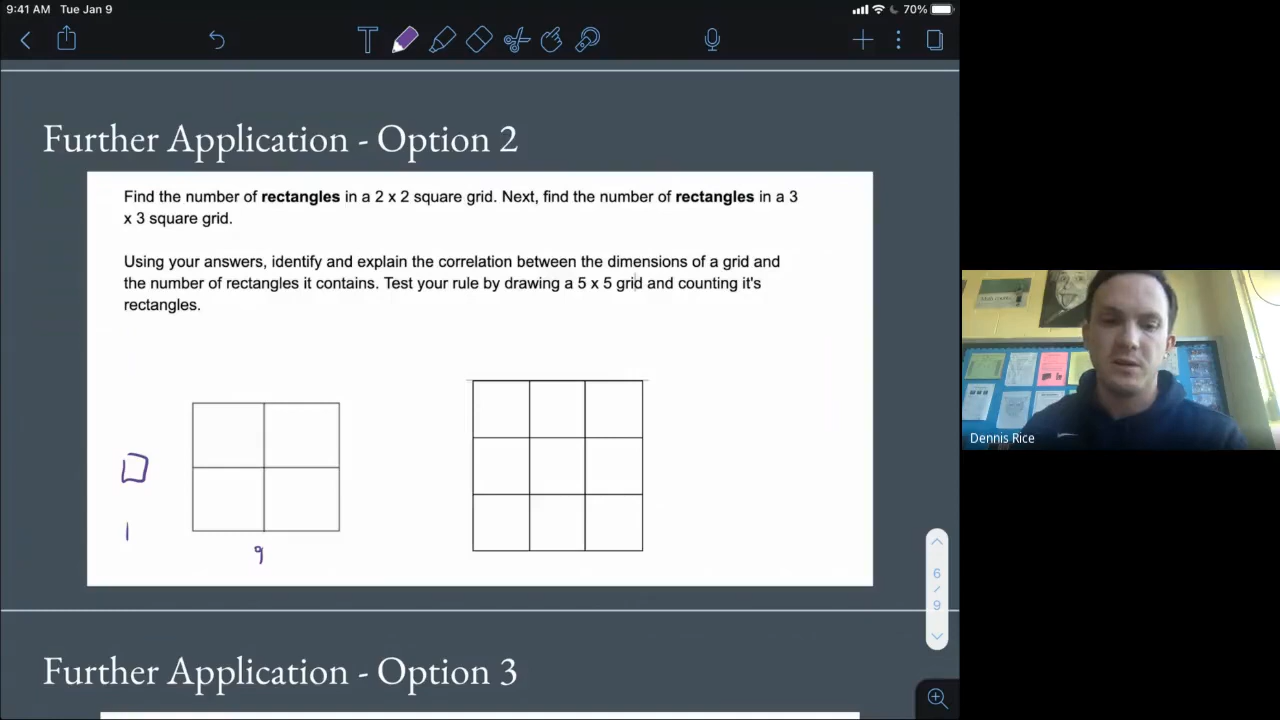 9:41 AM Tue Jan 9
70%
Further Application - Option 2
Find the number of rectangles in a 2 x 2 square grid. Next, find the number of rectangles in a 3
x 3 square grid.
Using your answers, identify and explain the correlation between the dimensions of a grid and
the number of rectangles it contains. Test your rule by drawing a 5 x 5 grid and counting it's
rectangles.
1
9
6
/
9
Dennis Rice
Further Application - Option 3